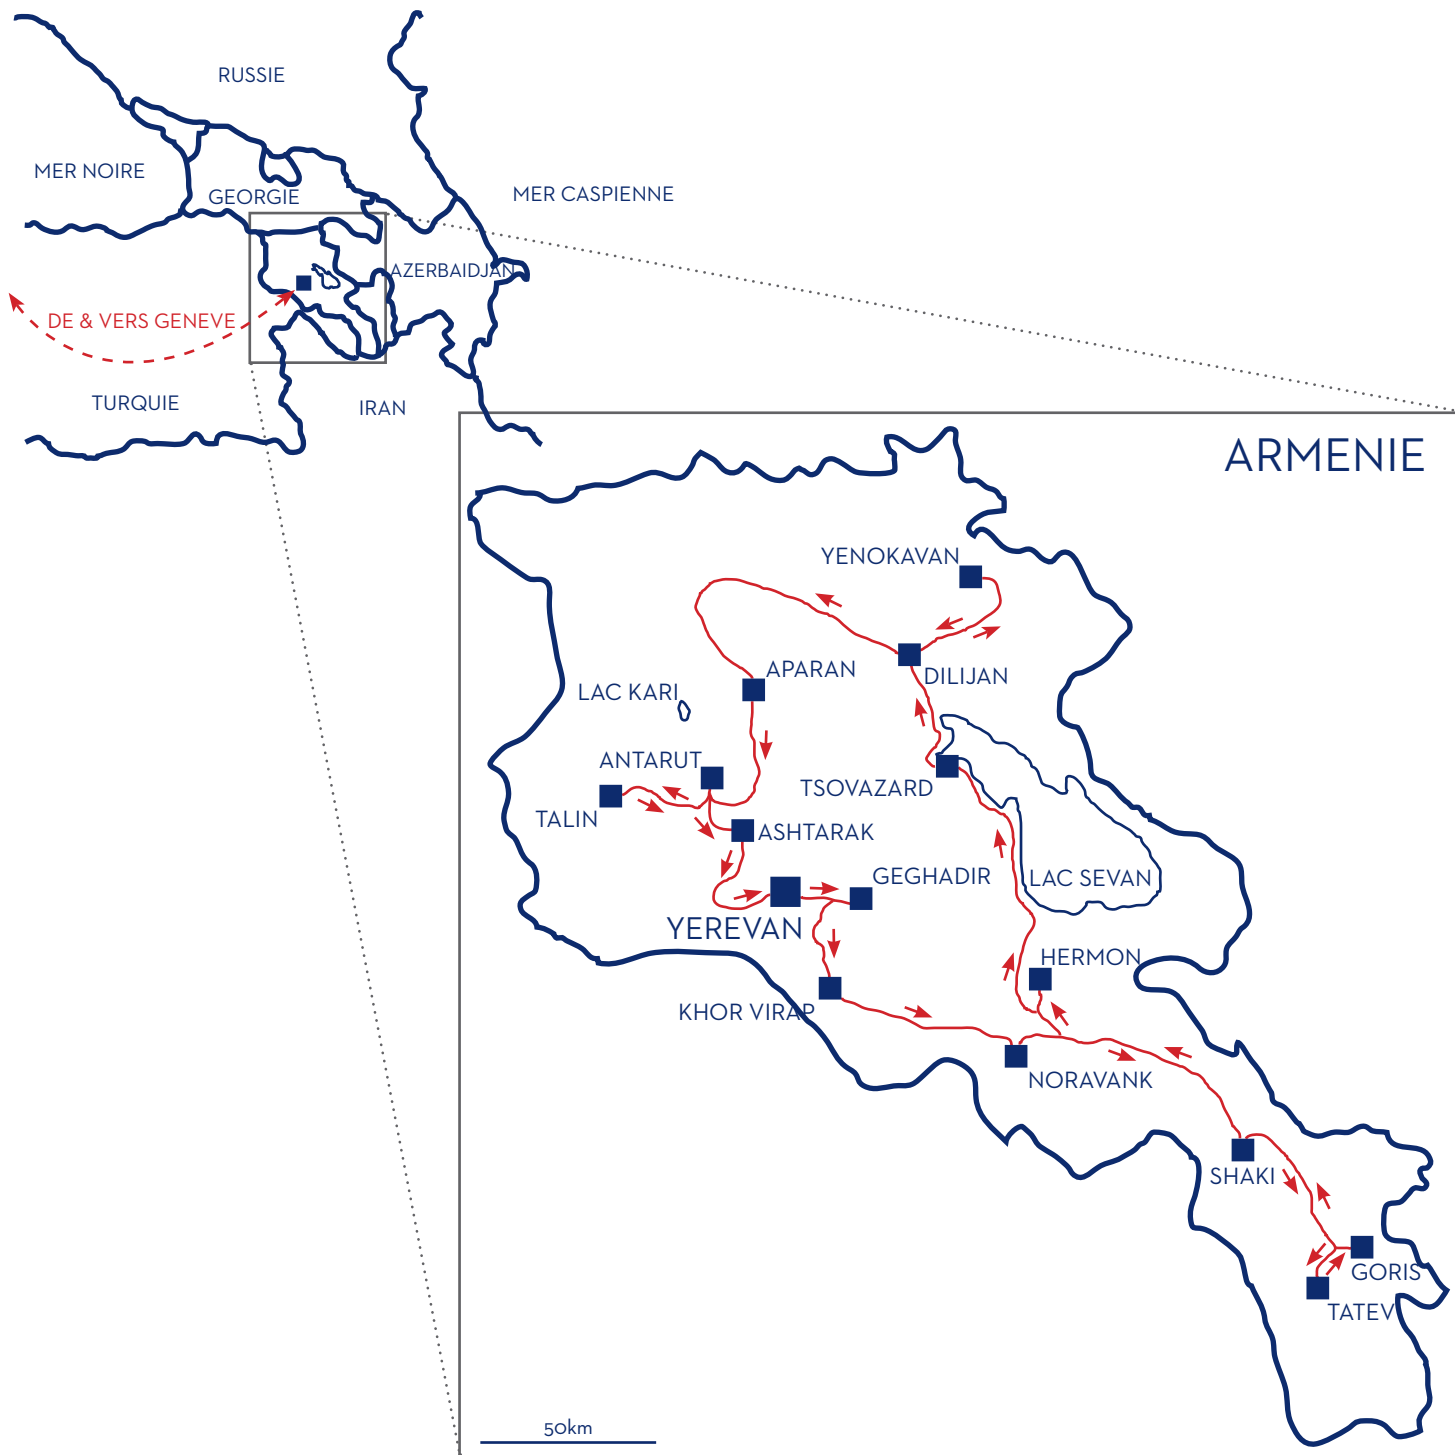 RUSSIE
MER NOIRE
GEORGIE
MER CASPIENNE
AZERBAIDJAN
DE & VERS GENEVE
TURQUIE
IRAN
ARMENIE
YENOKAVAN
APARAN
DILIJAN
LAC KARI
ANTARUT
TSOVAZARD
TALIN
ASHTARAK
GEGHADIR
LAC SEVAN
YEREVAN
HERMON
KHOR VIRAP
NORAVANK
SHAKI
GORIS
TATEV
50km